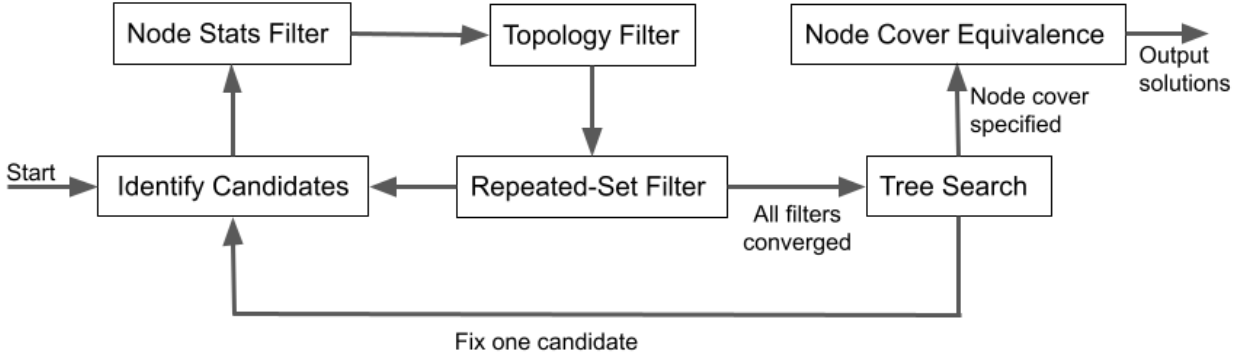 Node Stats Filter
Topology Filter
Node Cover Equivalence
Output
solutions
Node cover
specified
Start
Identify Candidates
Repeated-Set Filter
All filters
converged
Tree Search
Fix one candidate